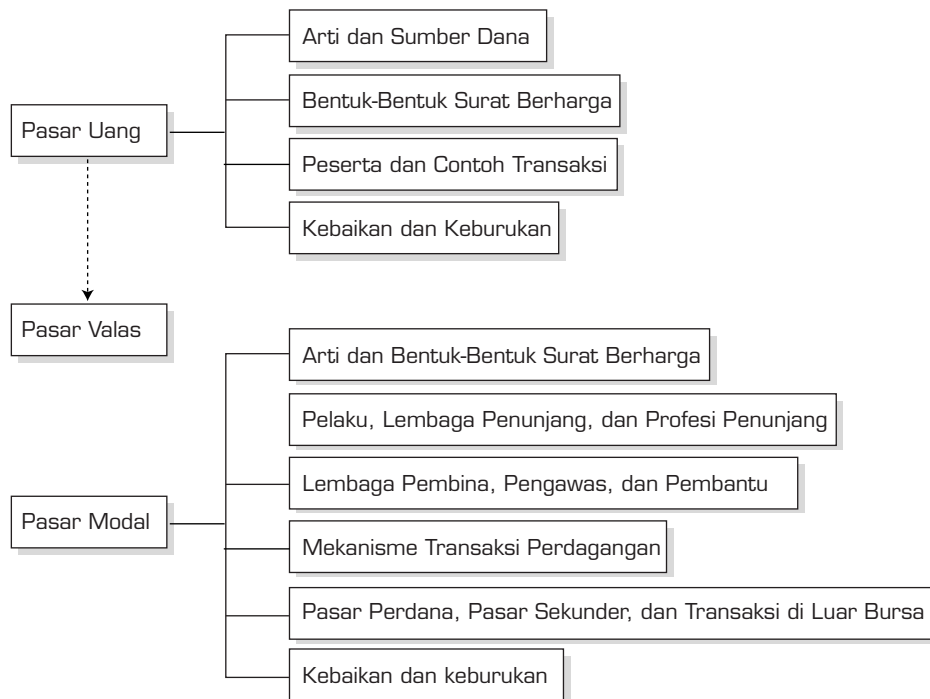 Pasar Uang
Arti dan Sumber Dana
Bentuk-Bentuk Surat Berharga
Peserta dan Contoh Transaksi
Kebaikan dan Keburukan
Pasar Valas
Pasar Modal
Arti dan Bentuk-Bentuk Surat Berharga
Pelaku, Lembaga Penunjang, dan Profesi Penunjang
Lembaga Pembina, Pengawas, dan Pembantu
Mekanisme Transaksi Perdagangan
Pasar Perdana, Pasar Sekunder, dan Transaksi di Luar Bursa
Kebaikan dan keburukan